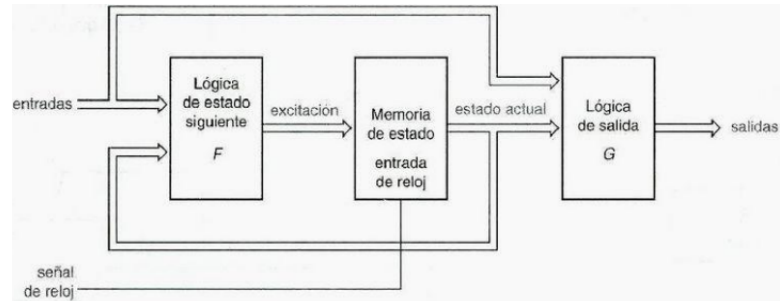 entradas
Lógica
de estado
siguiente
F
excitación
Memoria
de estado
entrada
de reloj
estado actual
Lógica
de salida
G
salidas
señal
de reloj